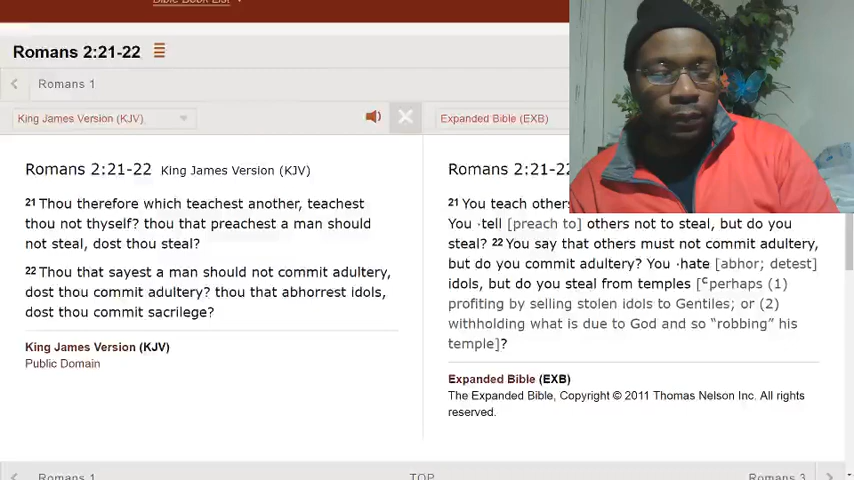 Bible Book List
Romans 2:21-22
Romans 1
King James Version (KJV)
Expanded Bible (EXB)
Romans 2:21-22 King James Version (KJV)
21 Thou therefore which teachest another, teachest
thou not thyself? thou that preachest a man should
not steal, dost thou steal?
22 Thou that sayest a man should not commit adultery,
dost thou commit adultery? thou that abhorrest idols,
dost thou commit sacrilege?
King James Version (KJV)
Public Domain
Romans 2:21-22
21 You teach others
You ·tell [preach to] others not to steal, but do you
steal? 22 You say that others must not commit adultery,
but do you commit adultery? You ·hate [abhor; detest]
idols, but do you steal from temples [C perhaps (1)
profiting by selling stolen idols to Gentiles; or (2)
withholding what is due to God and so “robbing” his
temple]?
Expanded Bible (EXB)
The Expanded Bible, Copyright © 2011 Thomas Nelson Inc. All rights
reserved.
Romans 1
TOP
Romans 3